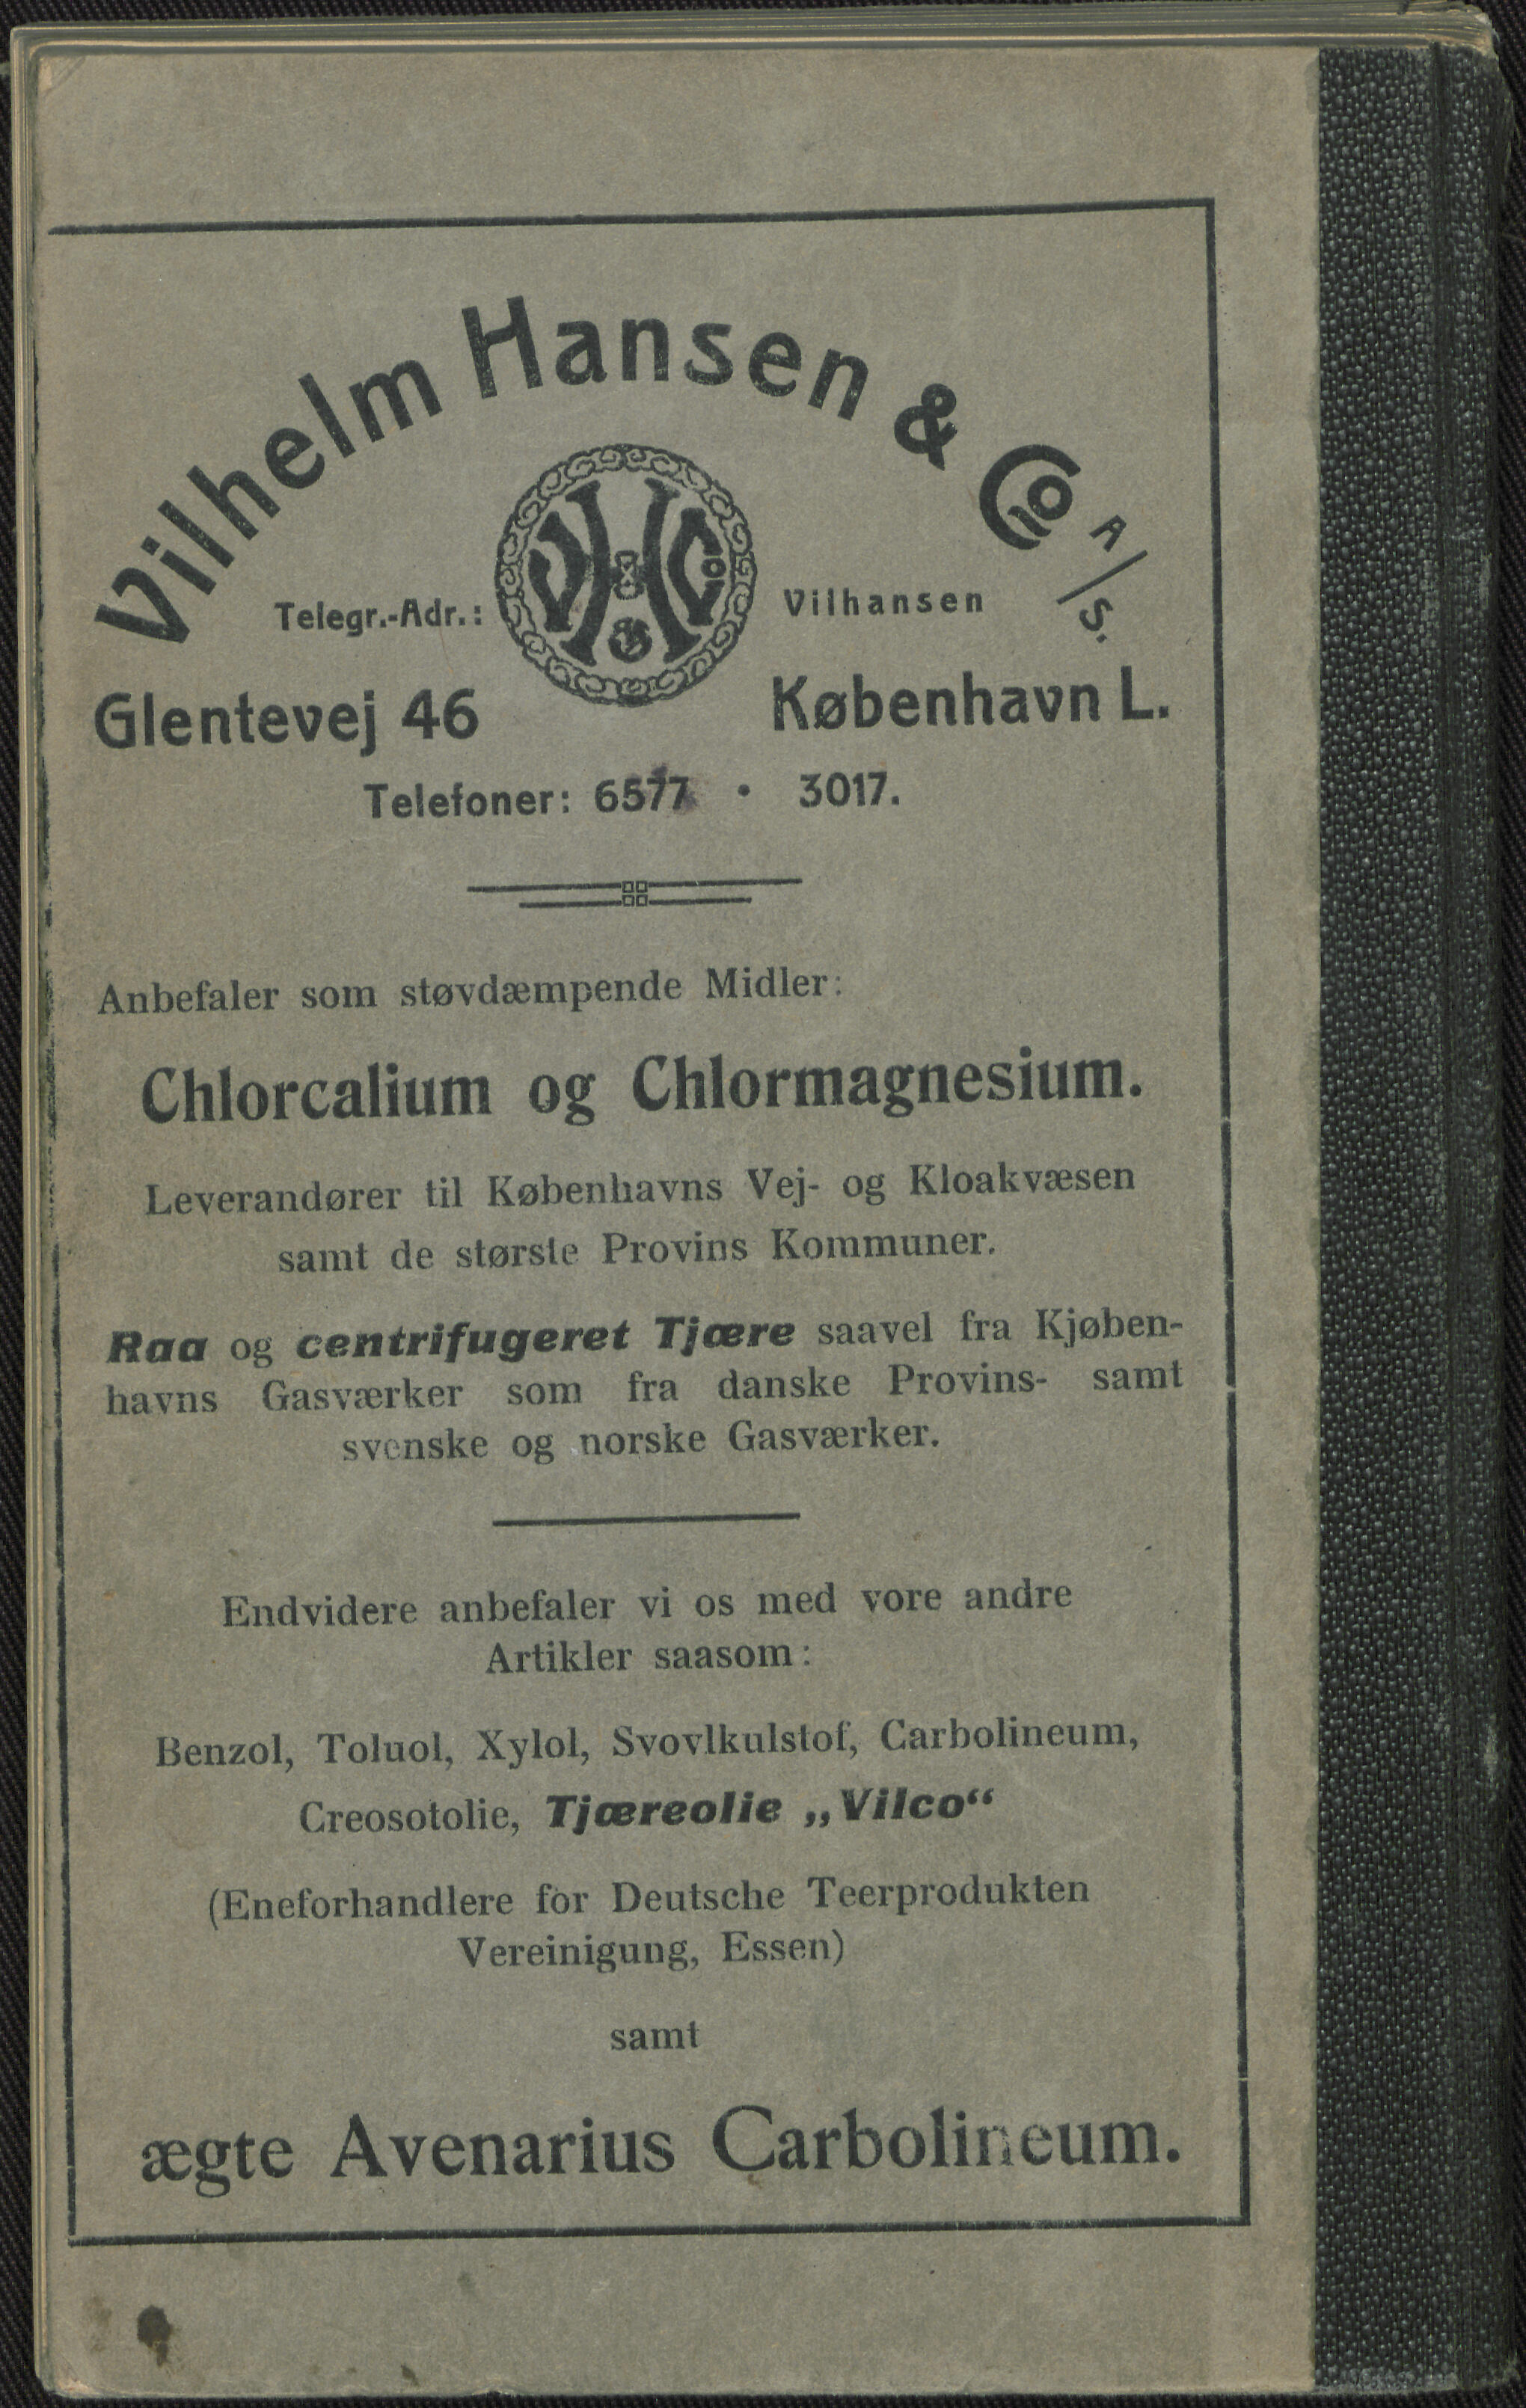 Vilhelm Hansen & Co A/S.
Telegr.-Adr.: VH & Co Vilhansen
Glentevej 46 København L.
Telefoner: 6577 • 3017.
Anbefaler som støvdæmpende Midler:
Chlorcalium og Chlormagnesium.
Leverandører til Københavns Vej- og Kloakvæsen
samt de største Provins Kommuner.
Raa og centrifugeret Tjære saavel fra Kjøben-
havns Gasværker som fra danske Provins- samt
svenske og norske Gasværker.
Endvidere anbefaler vi os med vore andre
Artikler saasom:
Benzol, Toluol, Xylol, Svovlkulstof, Carbolineum,
Creosotolie, Tjæreolie „Vilco“
(Eneforhandlere for Deutsche Teerprodukten
Vereinigung, Essen)
samt
ægte Avenarius Carbolineum.